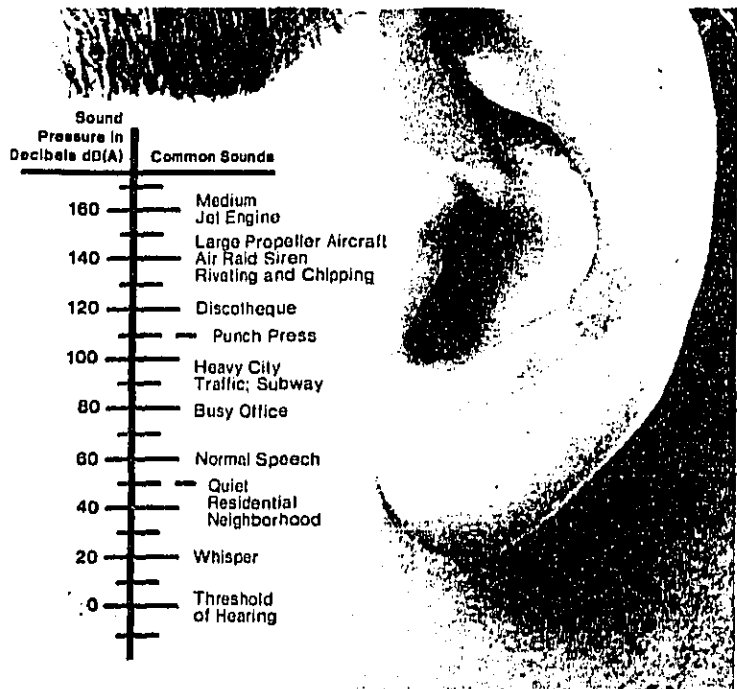 Sound
Pressure in
Decibels dB(A)
Common Sounds
160
Medium
Jet Engine
Large Propeller Aircraft
140
Air Raid Siren
Riveting and Chipping
120
Discotheque
Punch Press
100
Heavy City
Traffic; Subway
80
Busy Office
60
Normal Speech
Quiet
40
Residential
Neighborhood
20
Whisper
0
Threshold
of Hearing